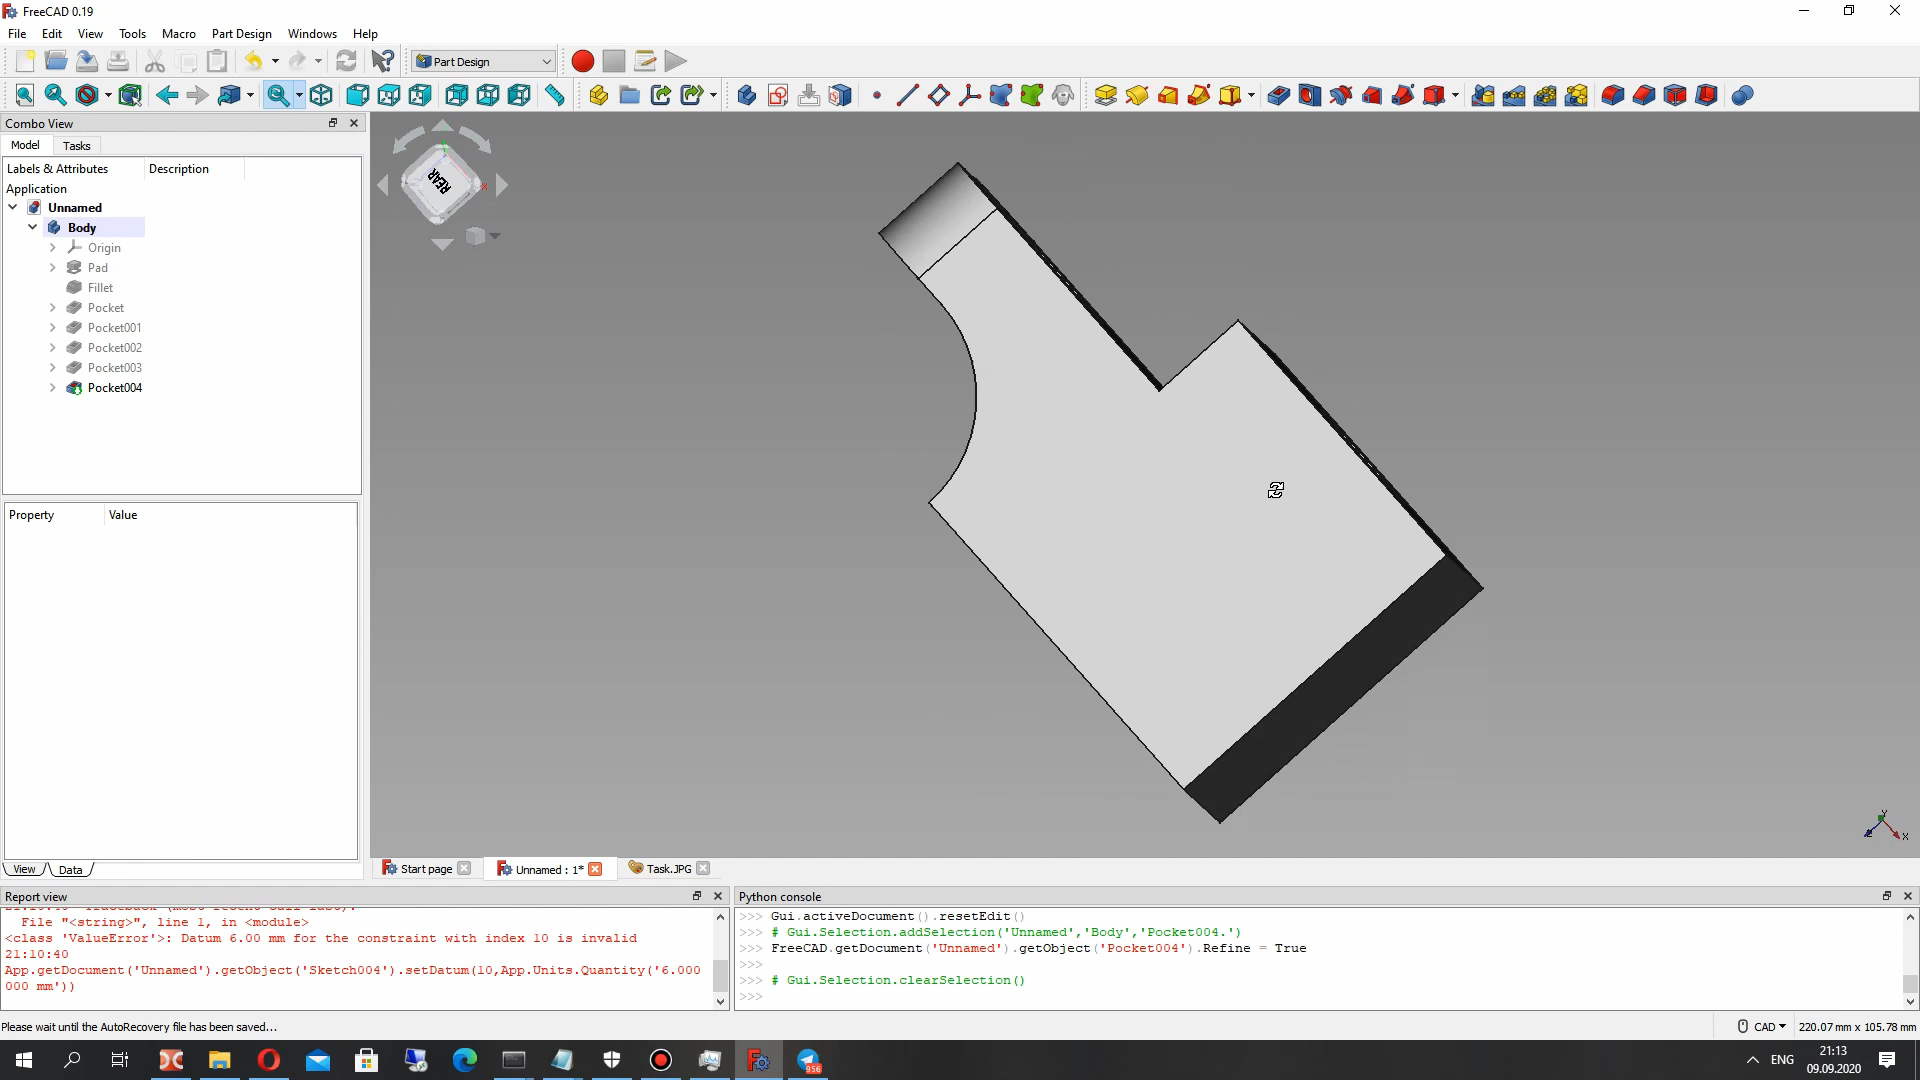 FreeCAD 0.19
File Edit View Tools Macro Part Design Windows Help
Part Design
Combo View
Model Tasks
Labels & Attributes Description
Application
Unnamed
Body
Origin
Pad
Fillet
Pocket
Pocket001
Pocket002
Pocket003
Pocket004
REAR
Property Value
View Data
Start page Unnamed : 1* Task.JPG
Report view
File "<string>", line 1, in <module>
<class 'ValueError'>: Datum 6.00 mm for the constraint with index 10 is invalid
21:10:40
App.getDocument('Unnamed').getObject('Sketch004').setDatum(10,App.Units.Quantity('6.000
000 mm'))
Python console
>>> Gui.activeDocument().resetEdit()
>>> # Gui.Selection.addSelection('Unnamed','Body','Pocket004.')
>>> FreeCAD.getDocument('Unnamed').getObject('Pocket004').Refine = True
>>>
>>> # Gui.Selection.clearSelection()
>>>
Y
X
Z
Please wait until the AutoRecovery file has been saved...
CAD 220.07 mm x 105.78 mm
956
ENG
21:13
09.09.2020